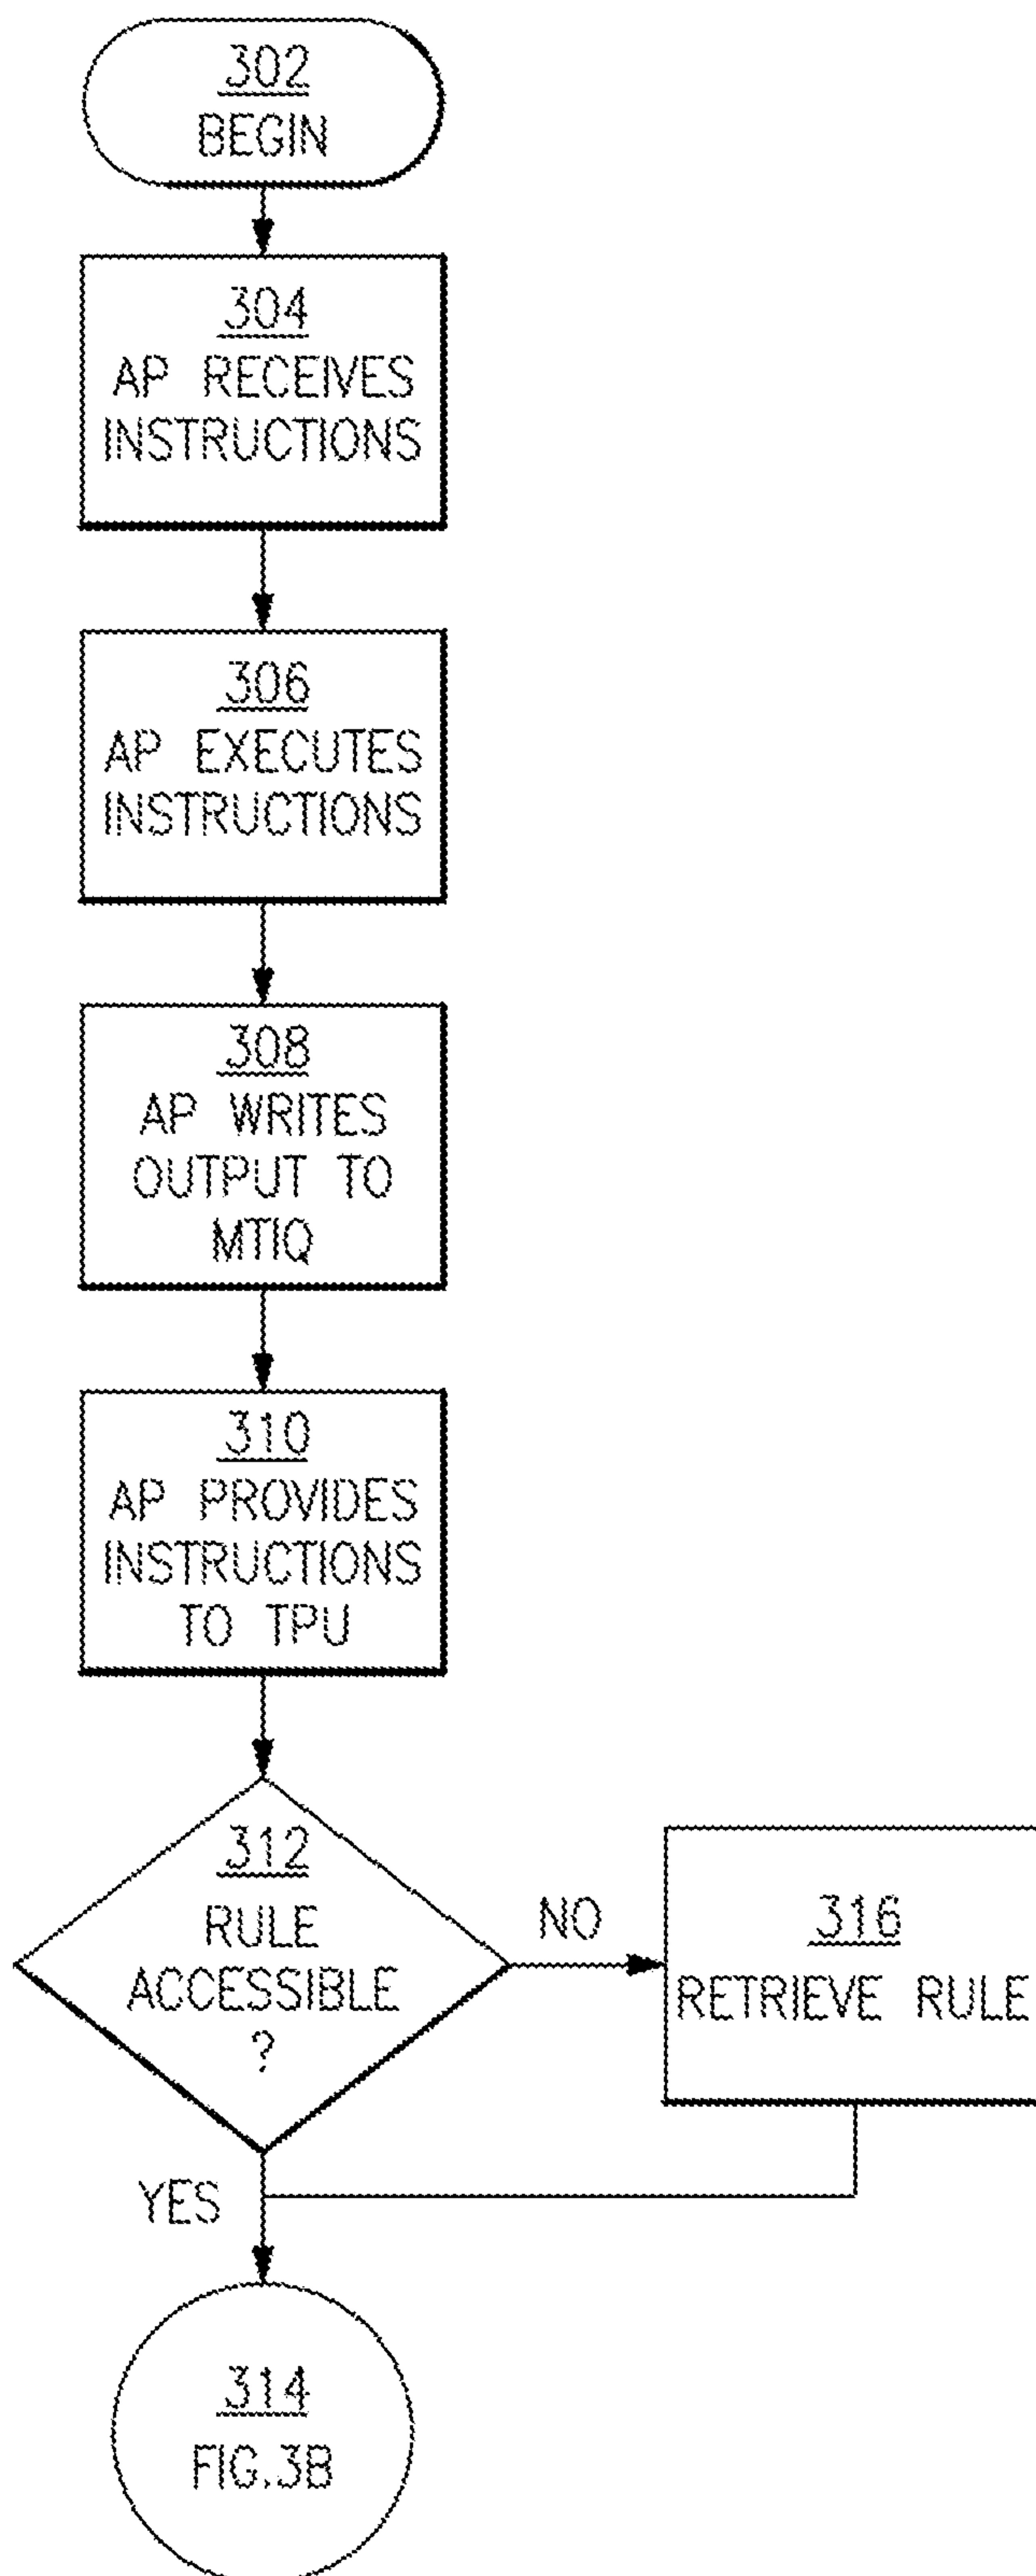 302
BEGIN
304
AP RECEIVES
INSTRUCTIONS
306
AP EXECUTES
INSTRUCTIONS
308
AP WRITES
OUTPUT TO
MTIQ
310
AP PROVIDES
INSTRUCTIONS
TO TPU
312
RULE
ACCESSIBLE
?
NO
316
RETRIEVE RULE
YES
314
FIG.3B